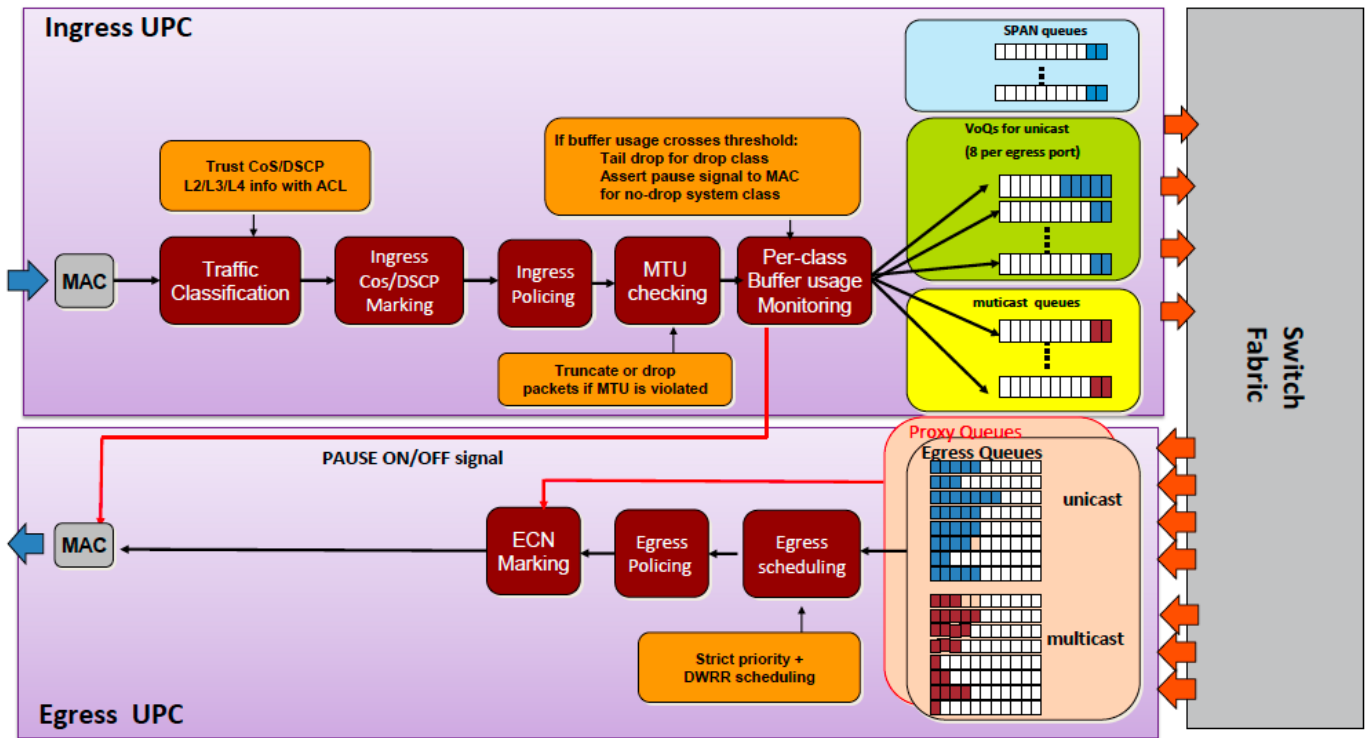 Ingress UPC
SPAN queues
VoQs for unicast
(8 per egress port)
If buffer usage crosses threshold:
Tail drop for drop class
Assert pause signal to MAC
for no-drop system class
Trust CoS/DSCP
L2/L3/L4 info with ACL
MAC
Traffic
Classification
Ingress
Cos/DSCP
Marking
Ingress
Policing
MTU
checking
Per-class
Buffer usage
Monitoring
muticast queues
Truncate or drop
packets if MTU is violated
Switch
Fabric
Proxy Queues
Egress Queues
unicast
multicast
PAUSE ON/OFF signal
MAC
ECN
Marking
Egress
Policing
Egress
scheduling
Strict priority +
DWRR scheduling
Egress UPC